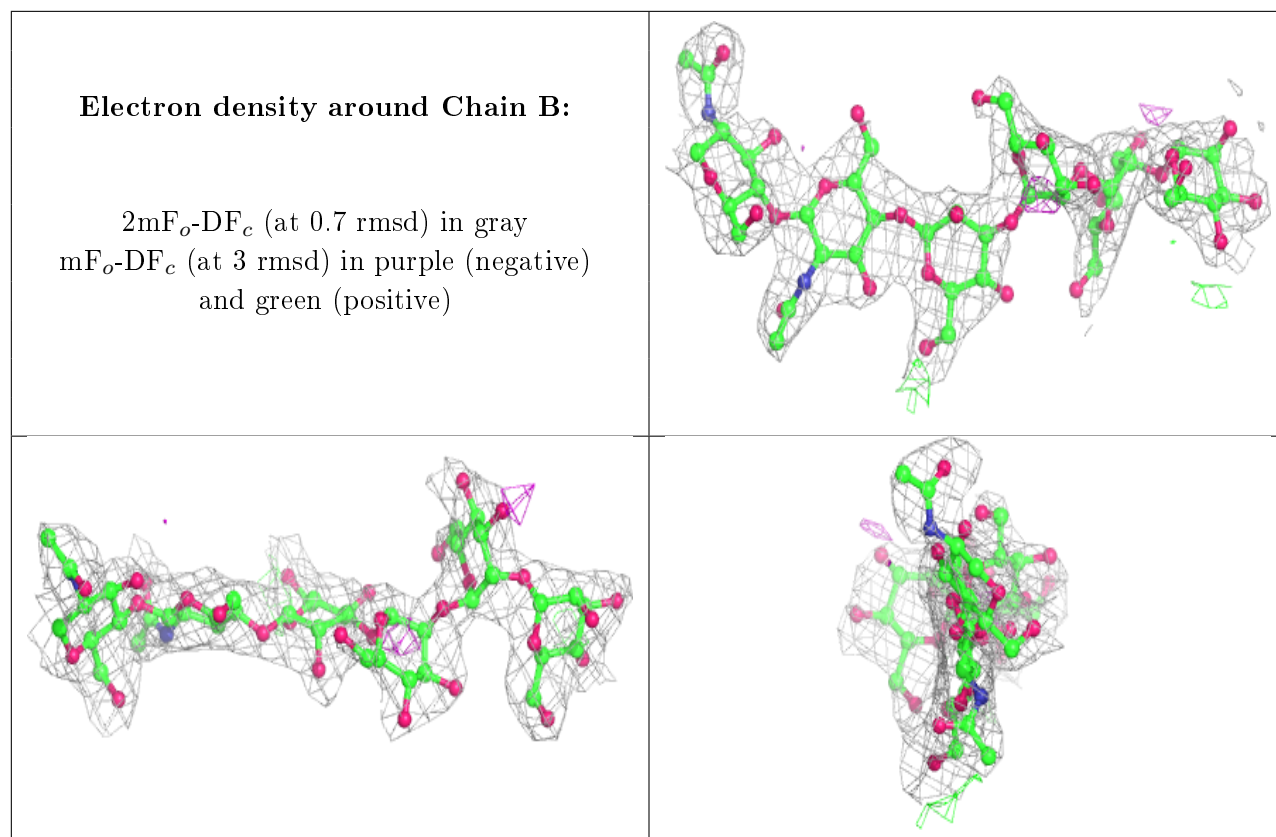 Electron density around Chain B:
2mFo-DFc (at 0.7 rmsd) in gray
mFo-DFc (at 3 rmsd) in purple (negative)
and green (positive)